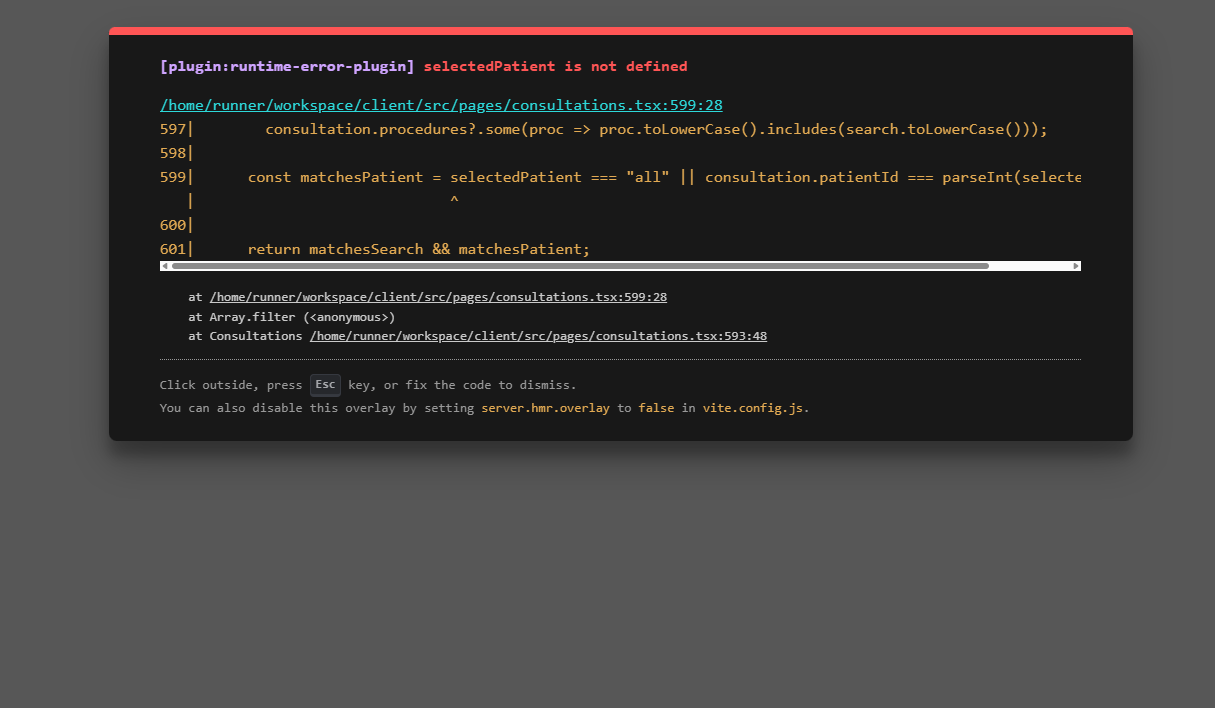 [plugin:runtime-error-plugin] selectedPatient is not defined
/home/runner/workspace/client/src/pages/consultations.tsx:599:28
597|        consultation.procedures?.some(proc => proc.toLowerCase().includes(search.toLowerCase()));
598|
599|      const matchesPatient = selectedPatient === "all" || consultation.patientId === parseInt(selecte
|                             ^
600|
601|      return matchesSearch && matchesPatient;
at /home/runner/workspace/client/src/pages/consultations.tsx:599:28
at Array.filter (<anonymous>)
at Consultations /home/runner/workspace/client/src/pages/consultations.tsx:593:48
Click outside, press Esc key, or fix the code to dismiss.
You can also disable this overlay by setting server.hmr.overlay to false in vite.config.js.